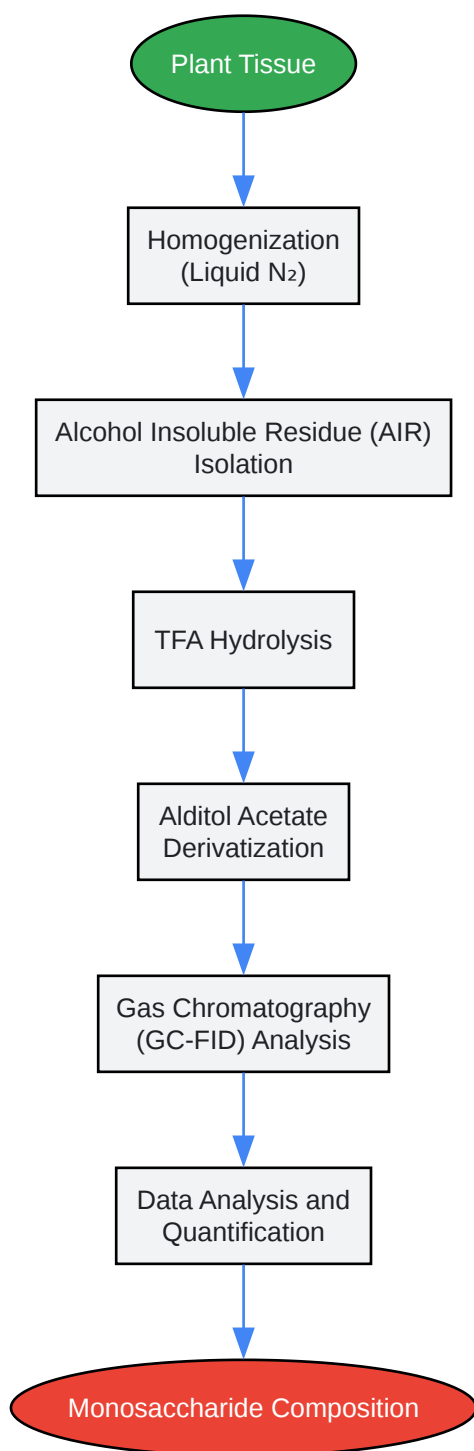 Plant Tissue
Homogenization
(Liquid N₂)
Alcohol Insoluble Residue (AIR)
Isolation
TFA Hydrolysis
Alditol Acetate
Derivatization
Gas Chromatography
(GC-FID) Analysis
Data Analysis and
Quantification
Monosaccharide Composition